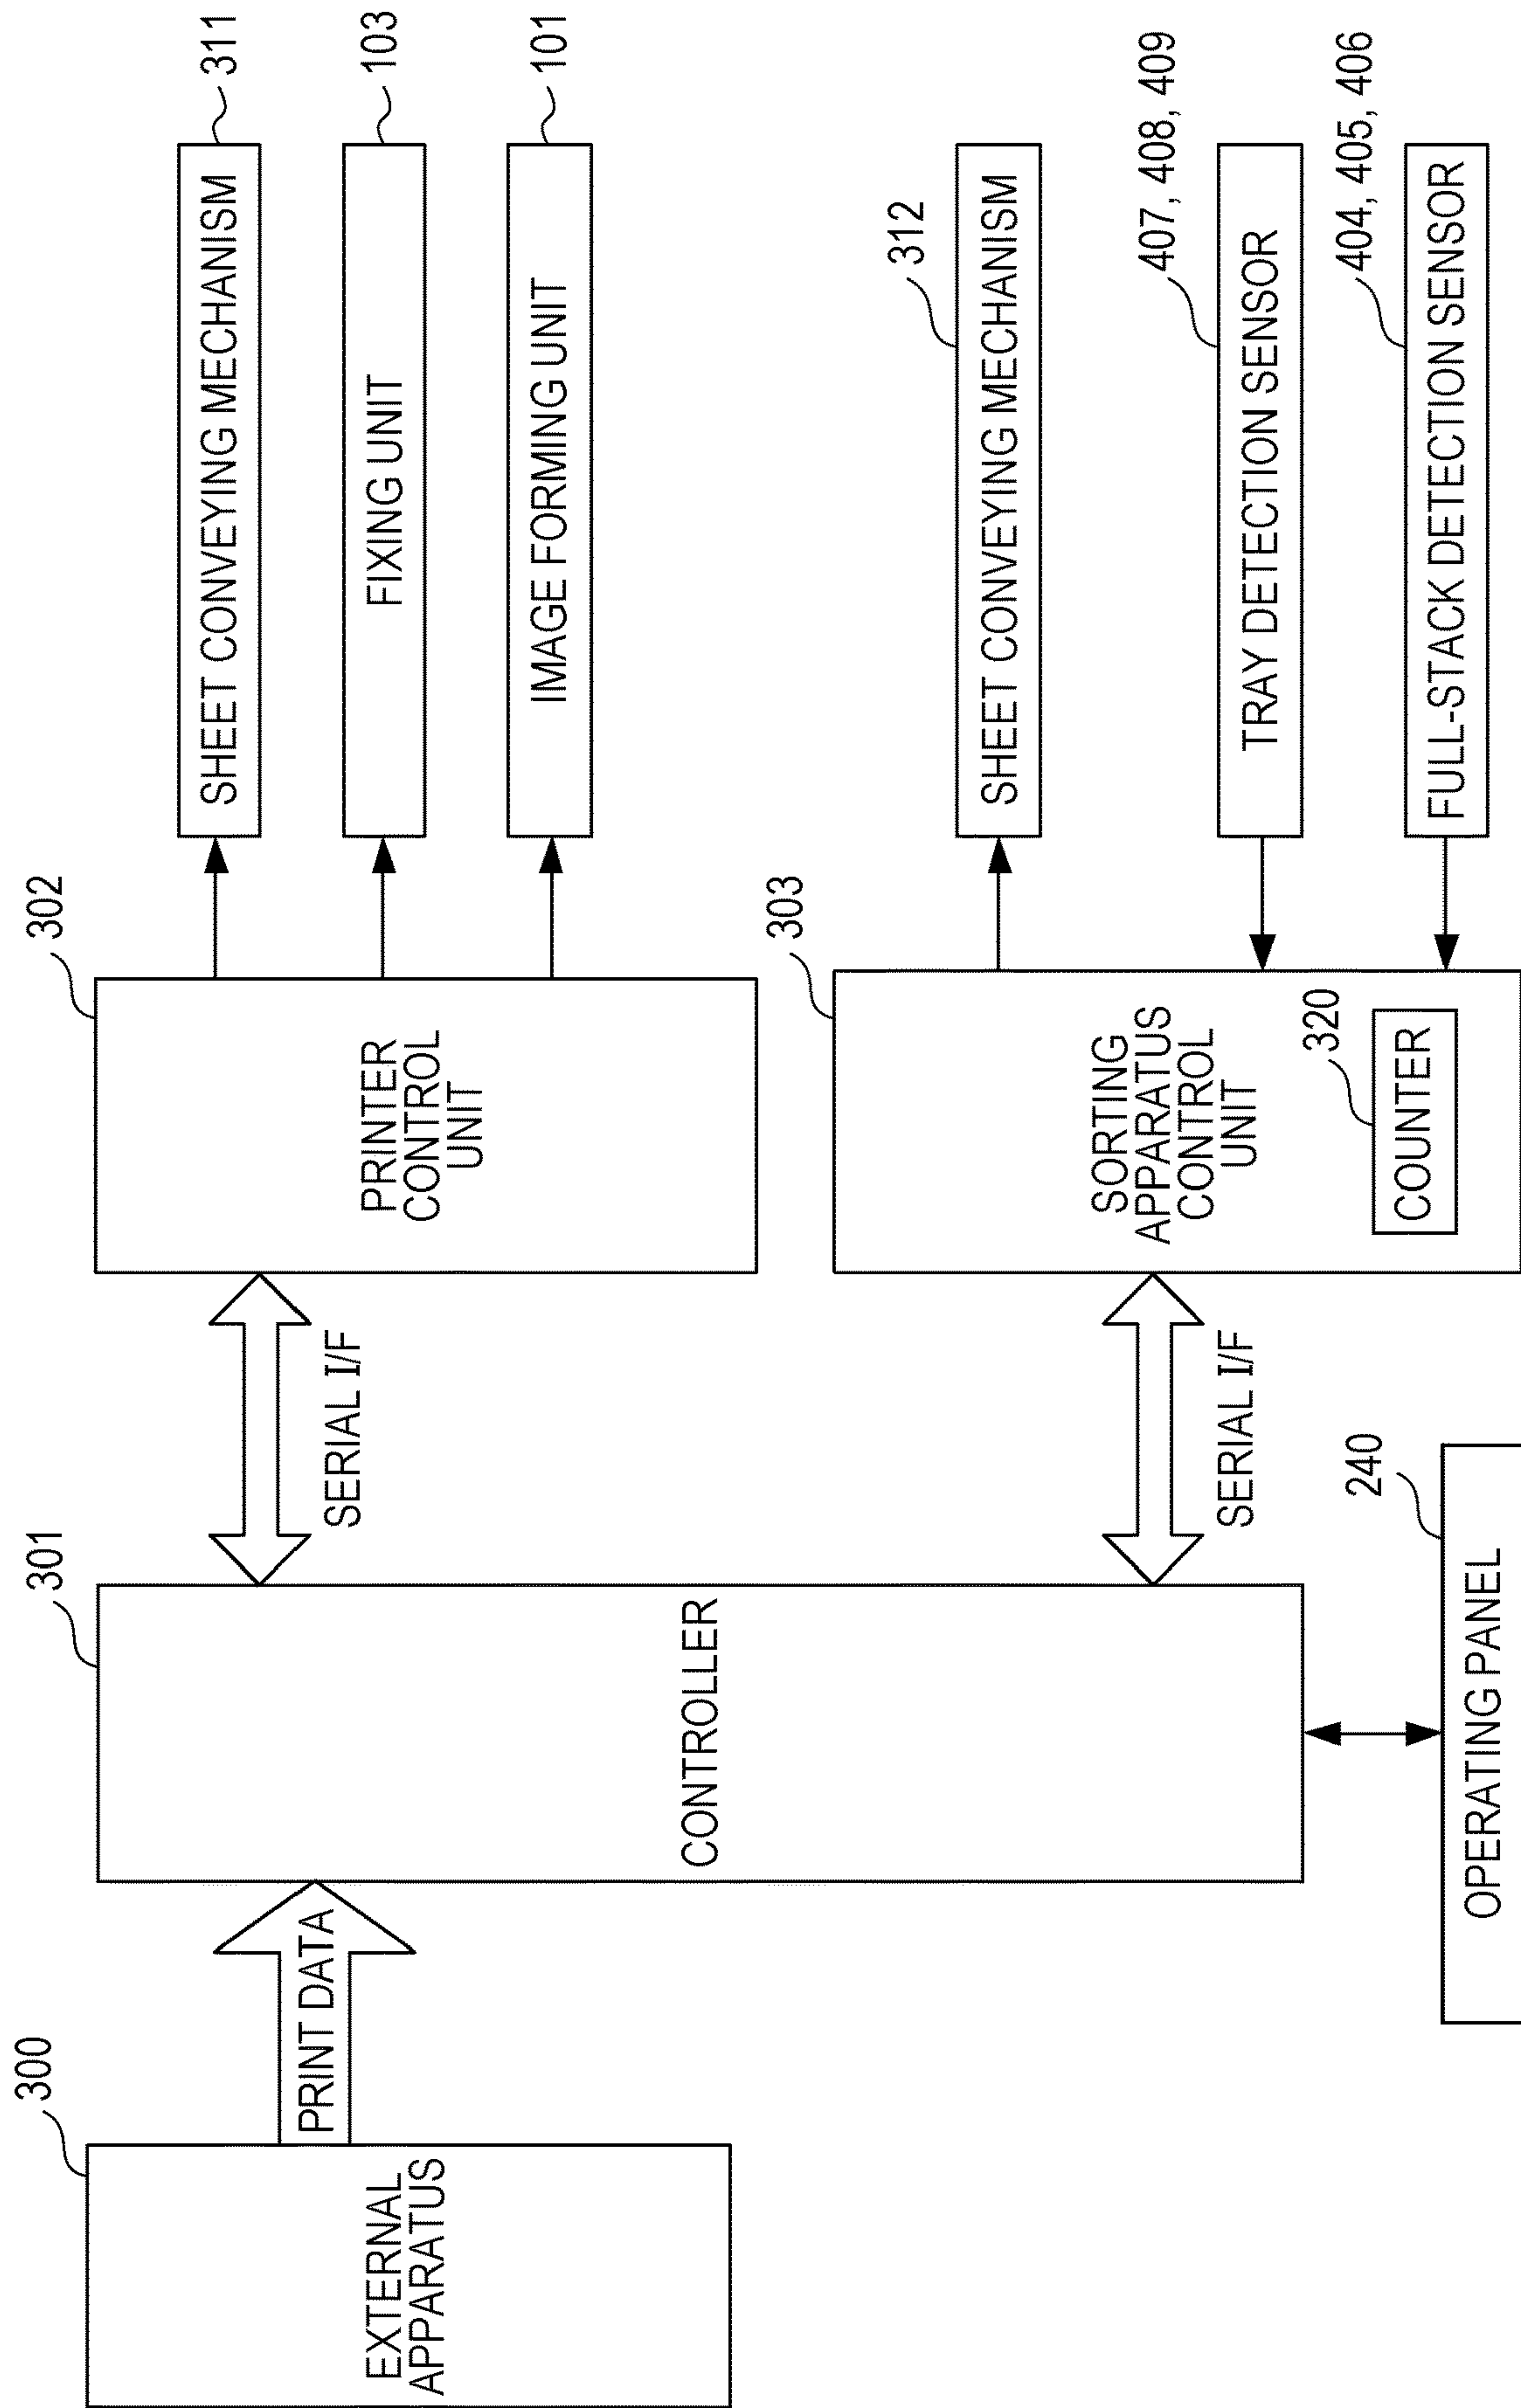 300
EXTERNAL
APPARATUS
PRINT DATA
301
CONTROLLER
240
OPERATING PANEL
SERIAL I/F
SERIAL I/F
302
PRINTER
CONTROL
UNIT
303
SORTING
APPARATUS
CONTROL
UNIT
320
COUNTER
SHEET CONVEYING MECHANISM
311
FIXING UNIT
103
IMAGE FORMING UNIT
101
312
SHEET CONVEYING MECHANISM
407, 408, 409
TRAY DETECTION SENSOR
404, 405, 406
FULL-STACK DETECTION SENSOR